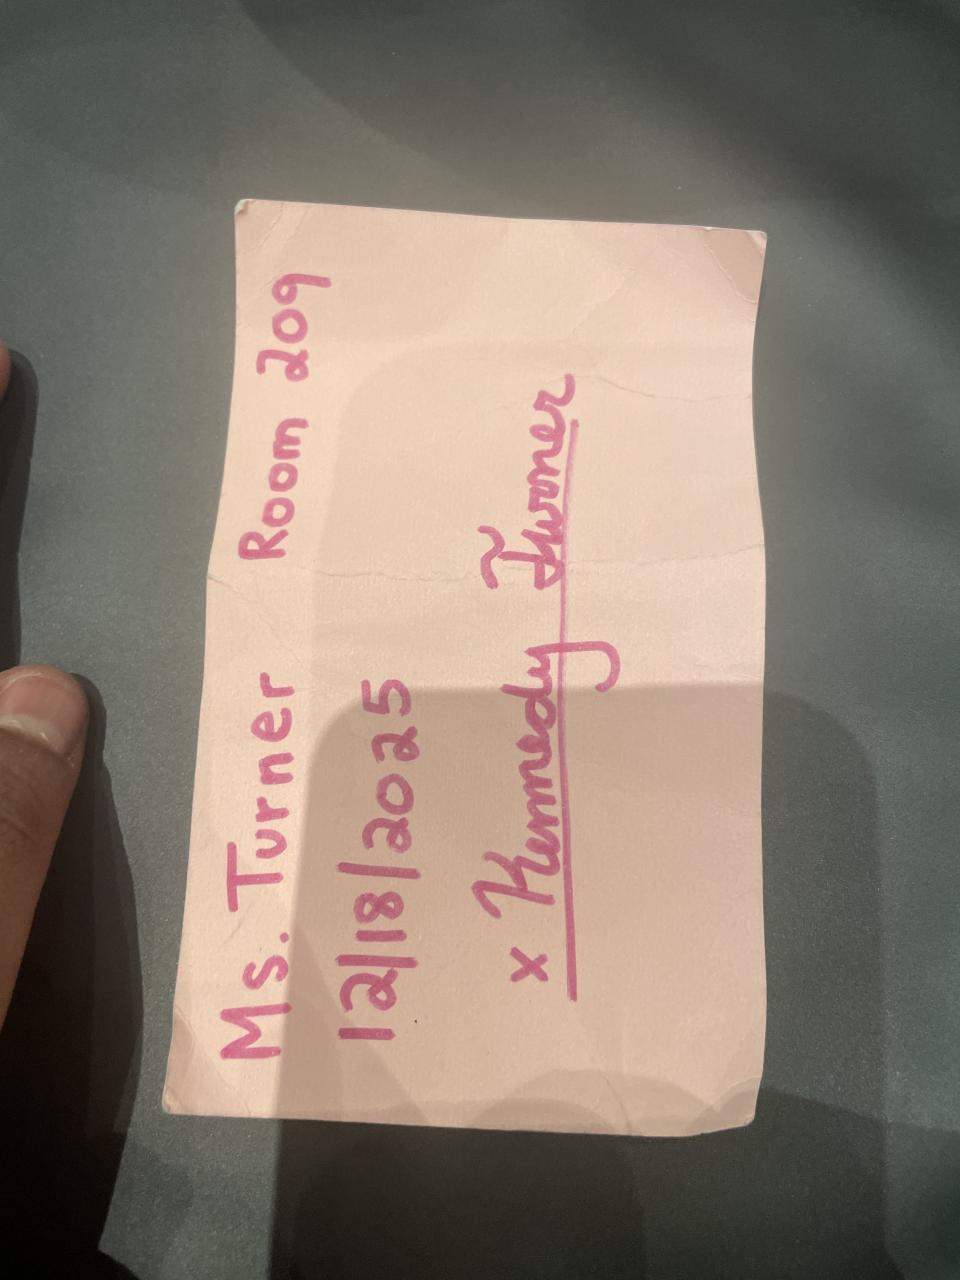 Ms. Turner Room 209
12/18/2025
x Kennedy Turner